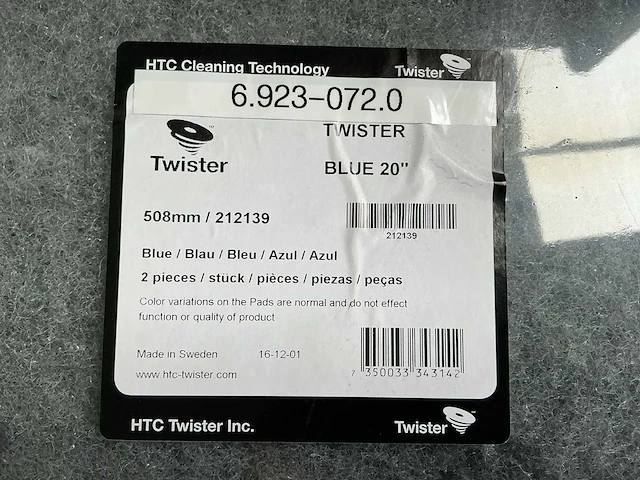 HTC Cleaning Technology
Twister
6.923-072.0
TWISTER
Twister
BLUE 20"
508mm / 212139
212139
Blue / Blau / Bleu / Azul / Azul
2 pieces / stück / pièces / piezas / peças
Color variations on the Pads are normal and do not effect
function or quality of product
Made in Sweden 16-12-01
www.htc-twister.com
7 350033 343142
HTC Twister Inc.
Twister